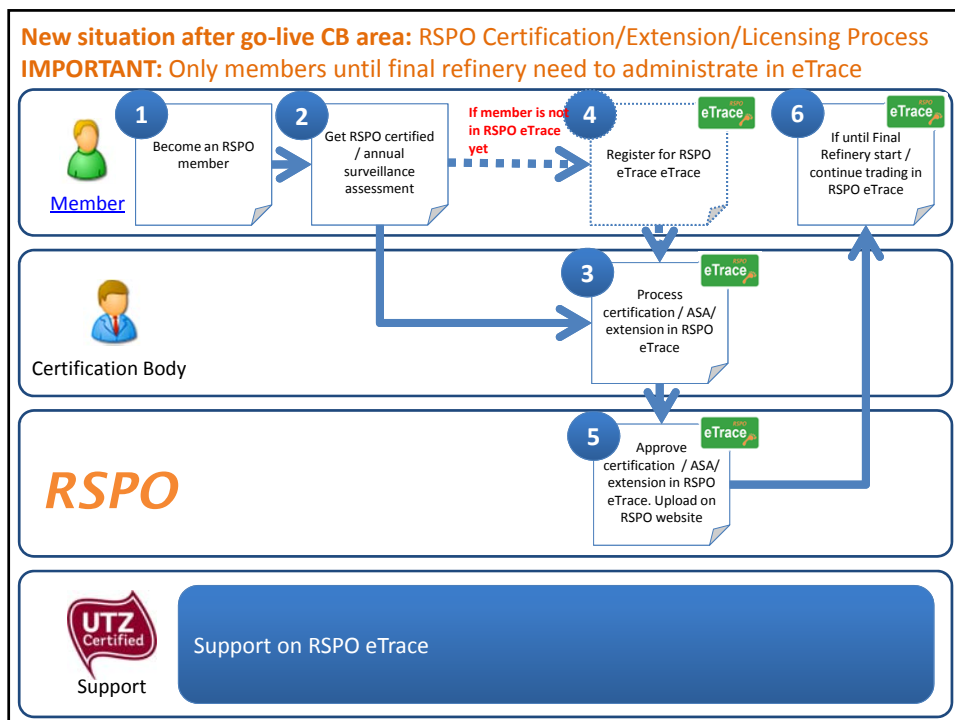 New situation after go-live CB area: RSPO Certification/Extension/Licensing Process
IMPORTANT: Only members until final refinery need to administrate in eTrace
Member
1
Become an RSPO
member
2
Get RSPO certified
/ annual
surveillance
assessment
If member is not
in RSPO eTrace
yet
4
RSPO
eTrace
Register for RSPO
eTrace eTrace
6
RSPO
eTrace
If until Final
Refinery start /
continue trading in
RSPO eTrace
Certification Body
3
RSPO
eTrace
Process
certification / ASA/
extension in RSPO
eTrace
RSPO
5
RSPO
eTrace
Approve
certification / ASA/
extension in RSPO
eTrace. Upload on
RSPO website
UTZ
Certified
Support
Support on RSPO eTrace